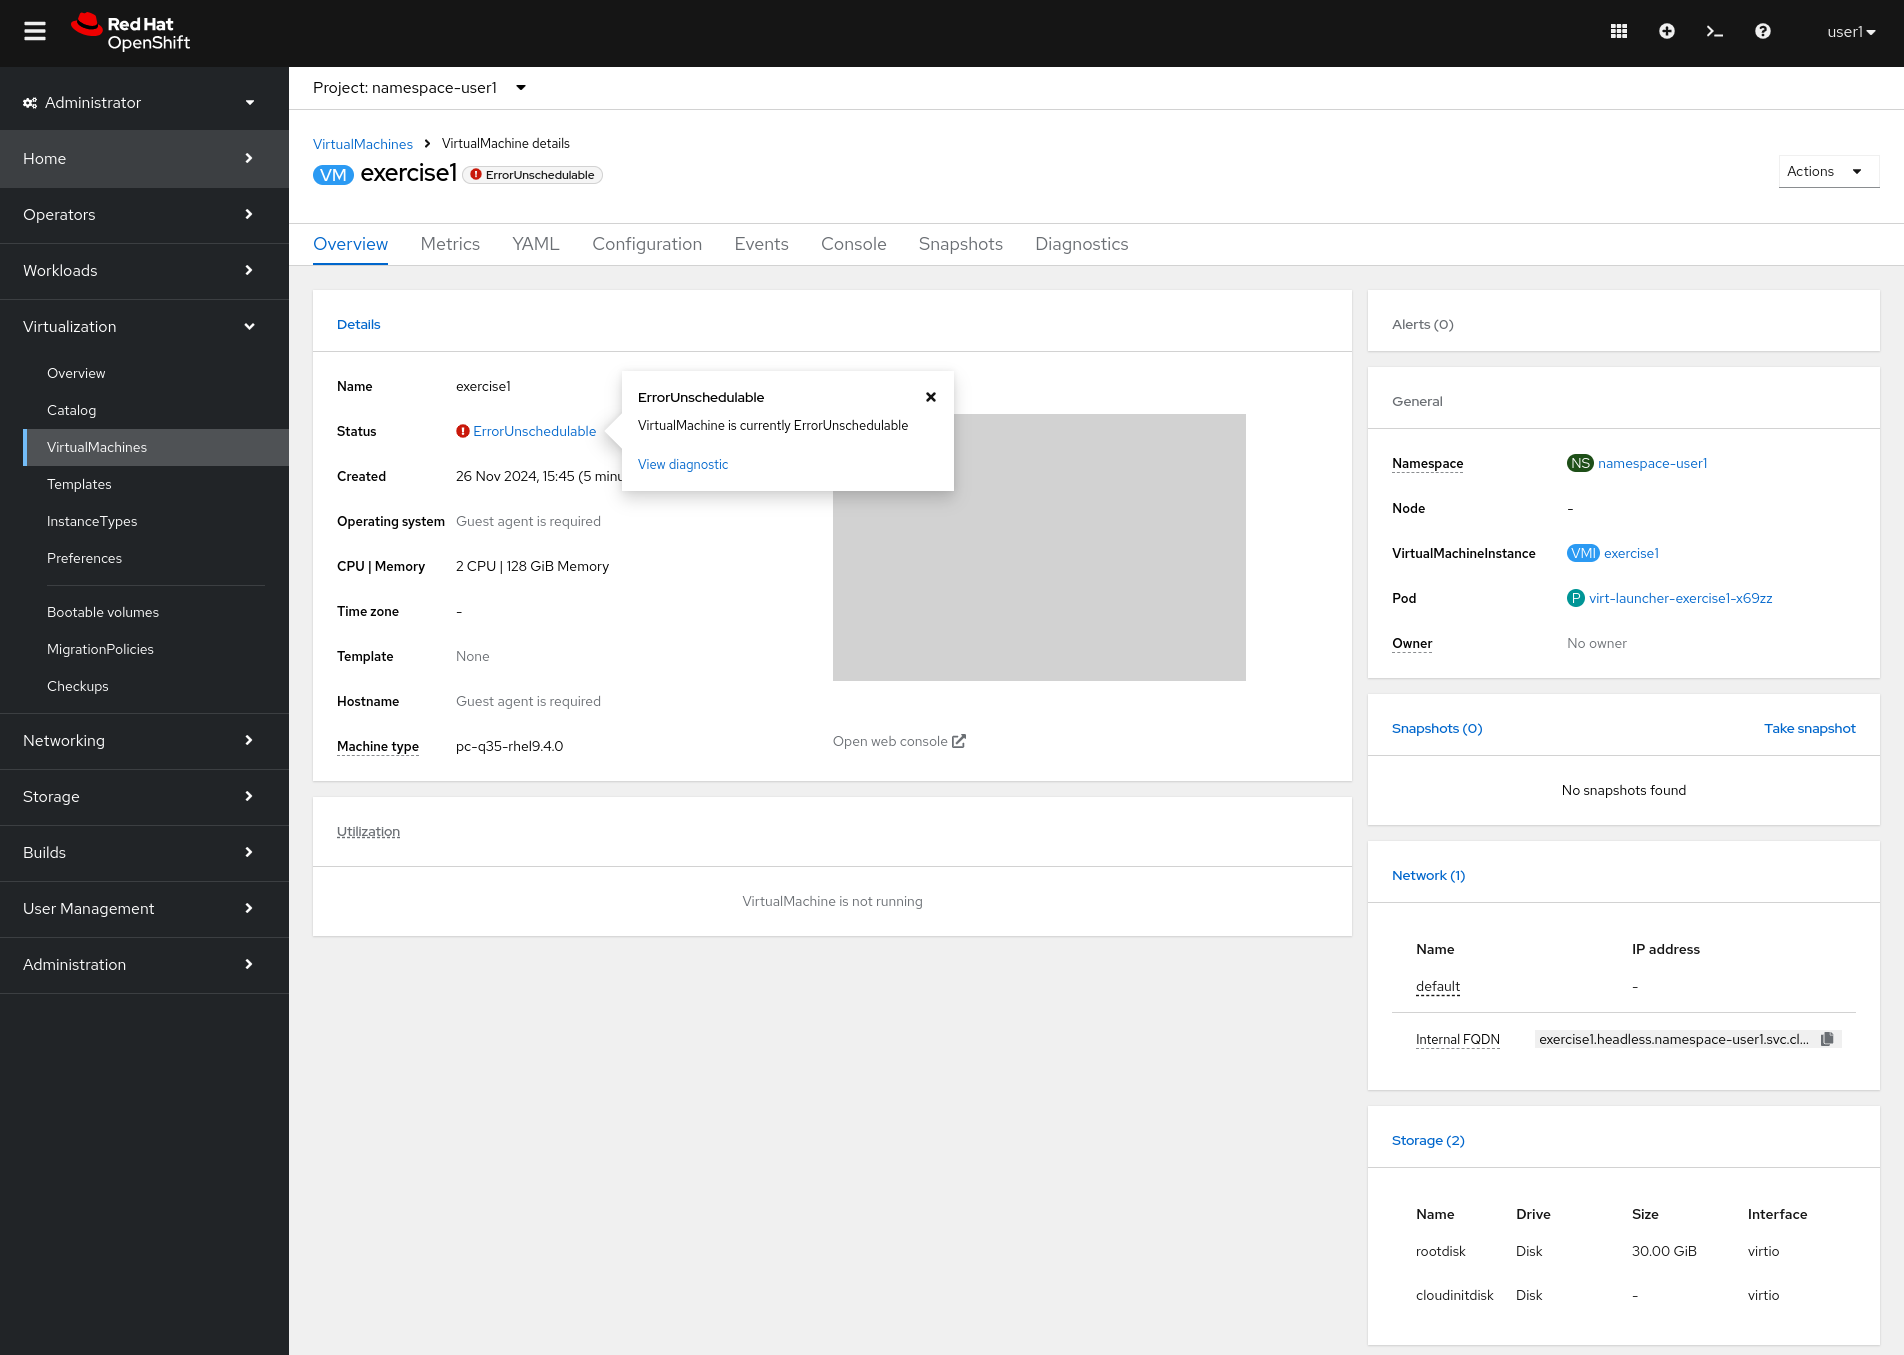 Red Hat
OpenShift
user1
Administrator
Home
Operators
Workloads
Virtualization
Overview
Catalog
VirtualMachines
Templates
InstanceTypes
Preferences
Bootable volumes
MigrationPolicies
Checkups
Networking
Storage
Builds
User Management
Administration
Project: namespace-user1
VirtualMachines VirtualMachine details
VM exercise1 ErrorUnschedulable
Actions
Overview Metrics YAML Configuration Events Console Snapshots Diagnostics
Details
Name exercise1
Status ErrorUnschedulable
Created 26 Nov 2024, 15:45 (5 minu
Operating system Guest agent is required
CPU | Memory 2 CPU | 128 GiB Memory
Time zone -
Template None
Hostname Guest agent is required
Machine type pc-q35-rhel9.4.0
ErrorUnschedulable
VirtualMachine is currently ErrorUnschedulable
View diagnostic
Open web console
Utilization
VirtualMachine is not running
Alerts (0)
General
Namespace NS namespace-user1
Node -
VirtualMachineInstance VMI exercise1
Pod P virt-launcher-exercise1-x69zz
Owner No owner
Snapshots (0) Take snapshot
No snapshots found
Network (1)
Name IP address
default -
Internal FQDN exercise1.headless.namespace-user1.svc.cl...
Storage (2)
Name Drive Size Interface
rootdisk Disk 30.00 GiB virtio
cloudinitdisk Disk - virtio